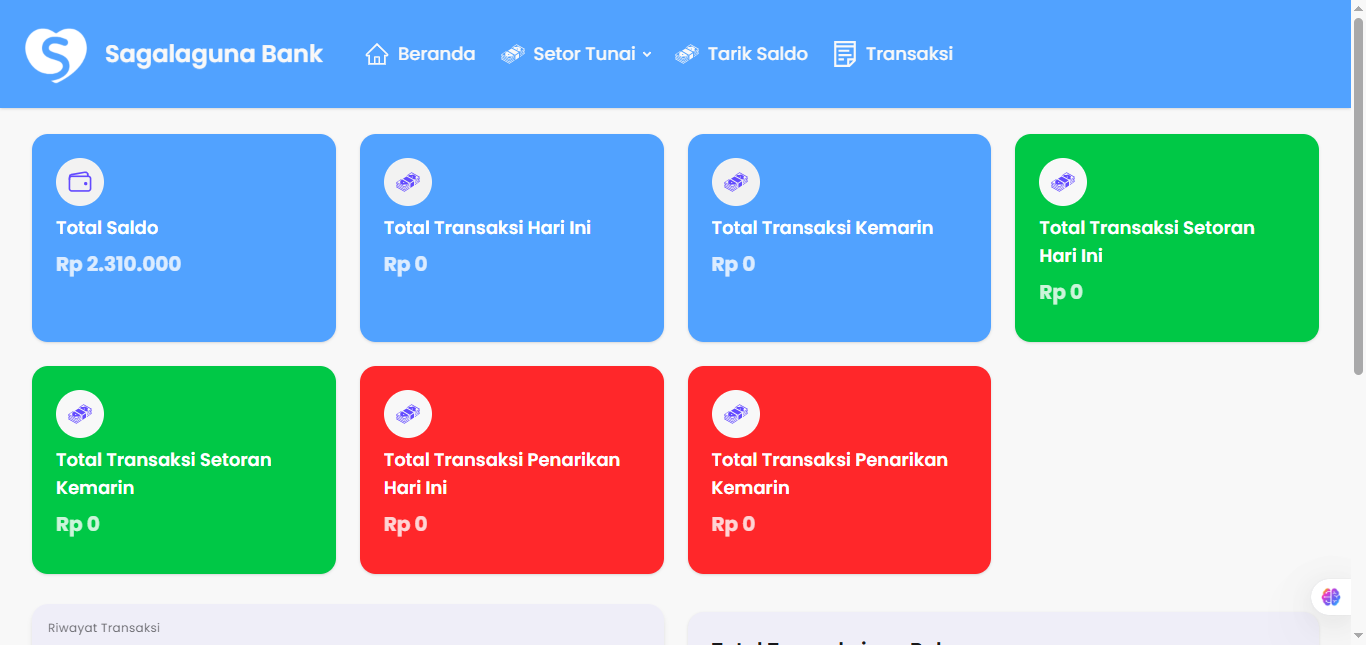 Sagalaguna Bank
Beranda
Setor Tunai
Tarik Saldo
Transaksi
Total Saldo
Rp 2.310.000
Total Transaksi Hari Ini
Rp 0
Total Transaksi Kemarin
Rp 0
Total Transaksi Setoran
Hari Ini
Rp 0
Total Transaksi Setoran
Kemarin
Rp 0
Total Transaksi Penarikan
Hari Ini
Rp 0
Total Transaksi Penarikan
Kemarin
Rp 0
Riwayat Transaksi